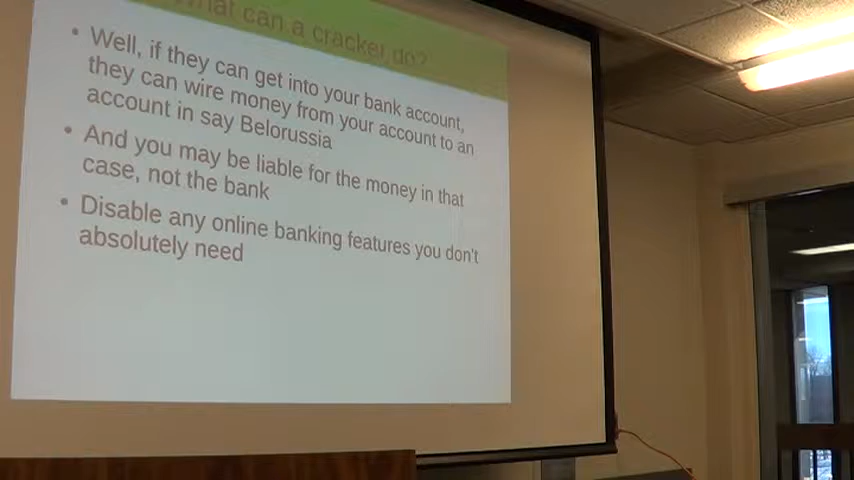 What can a cracker do?
• Well, if they can get into your bank account,
they can wire money from your account to an
account in say Belorussia
• And you may be liable for the money in that
case, not the bank
• Disable any online banking features you don't
absolutely need